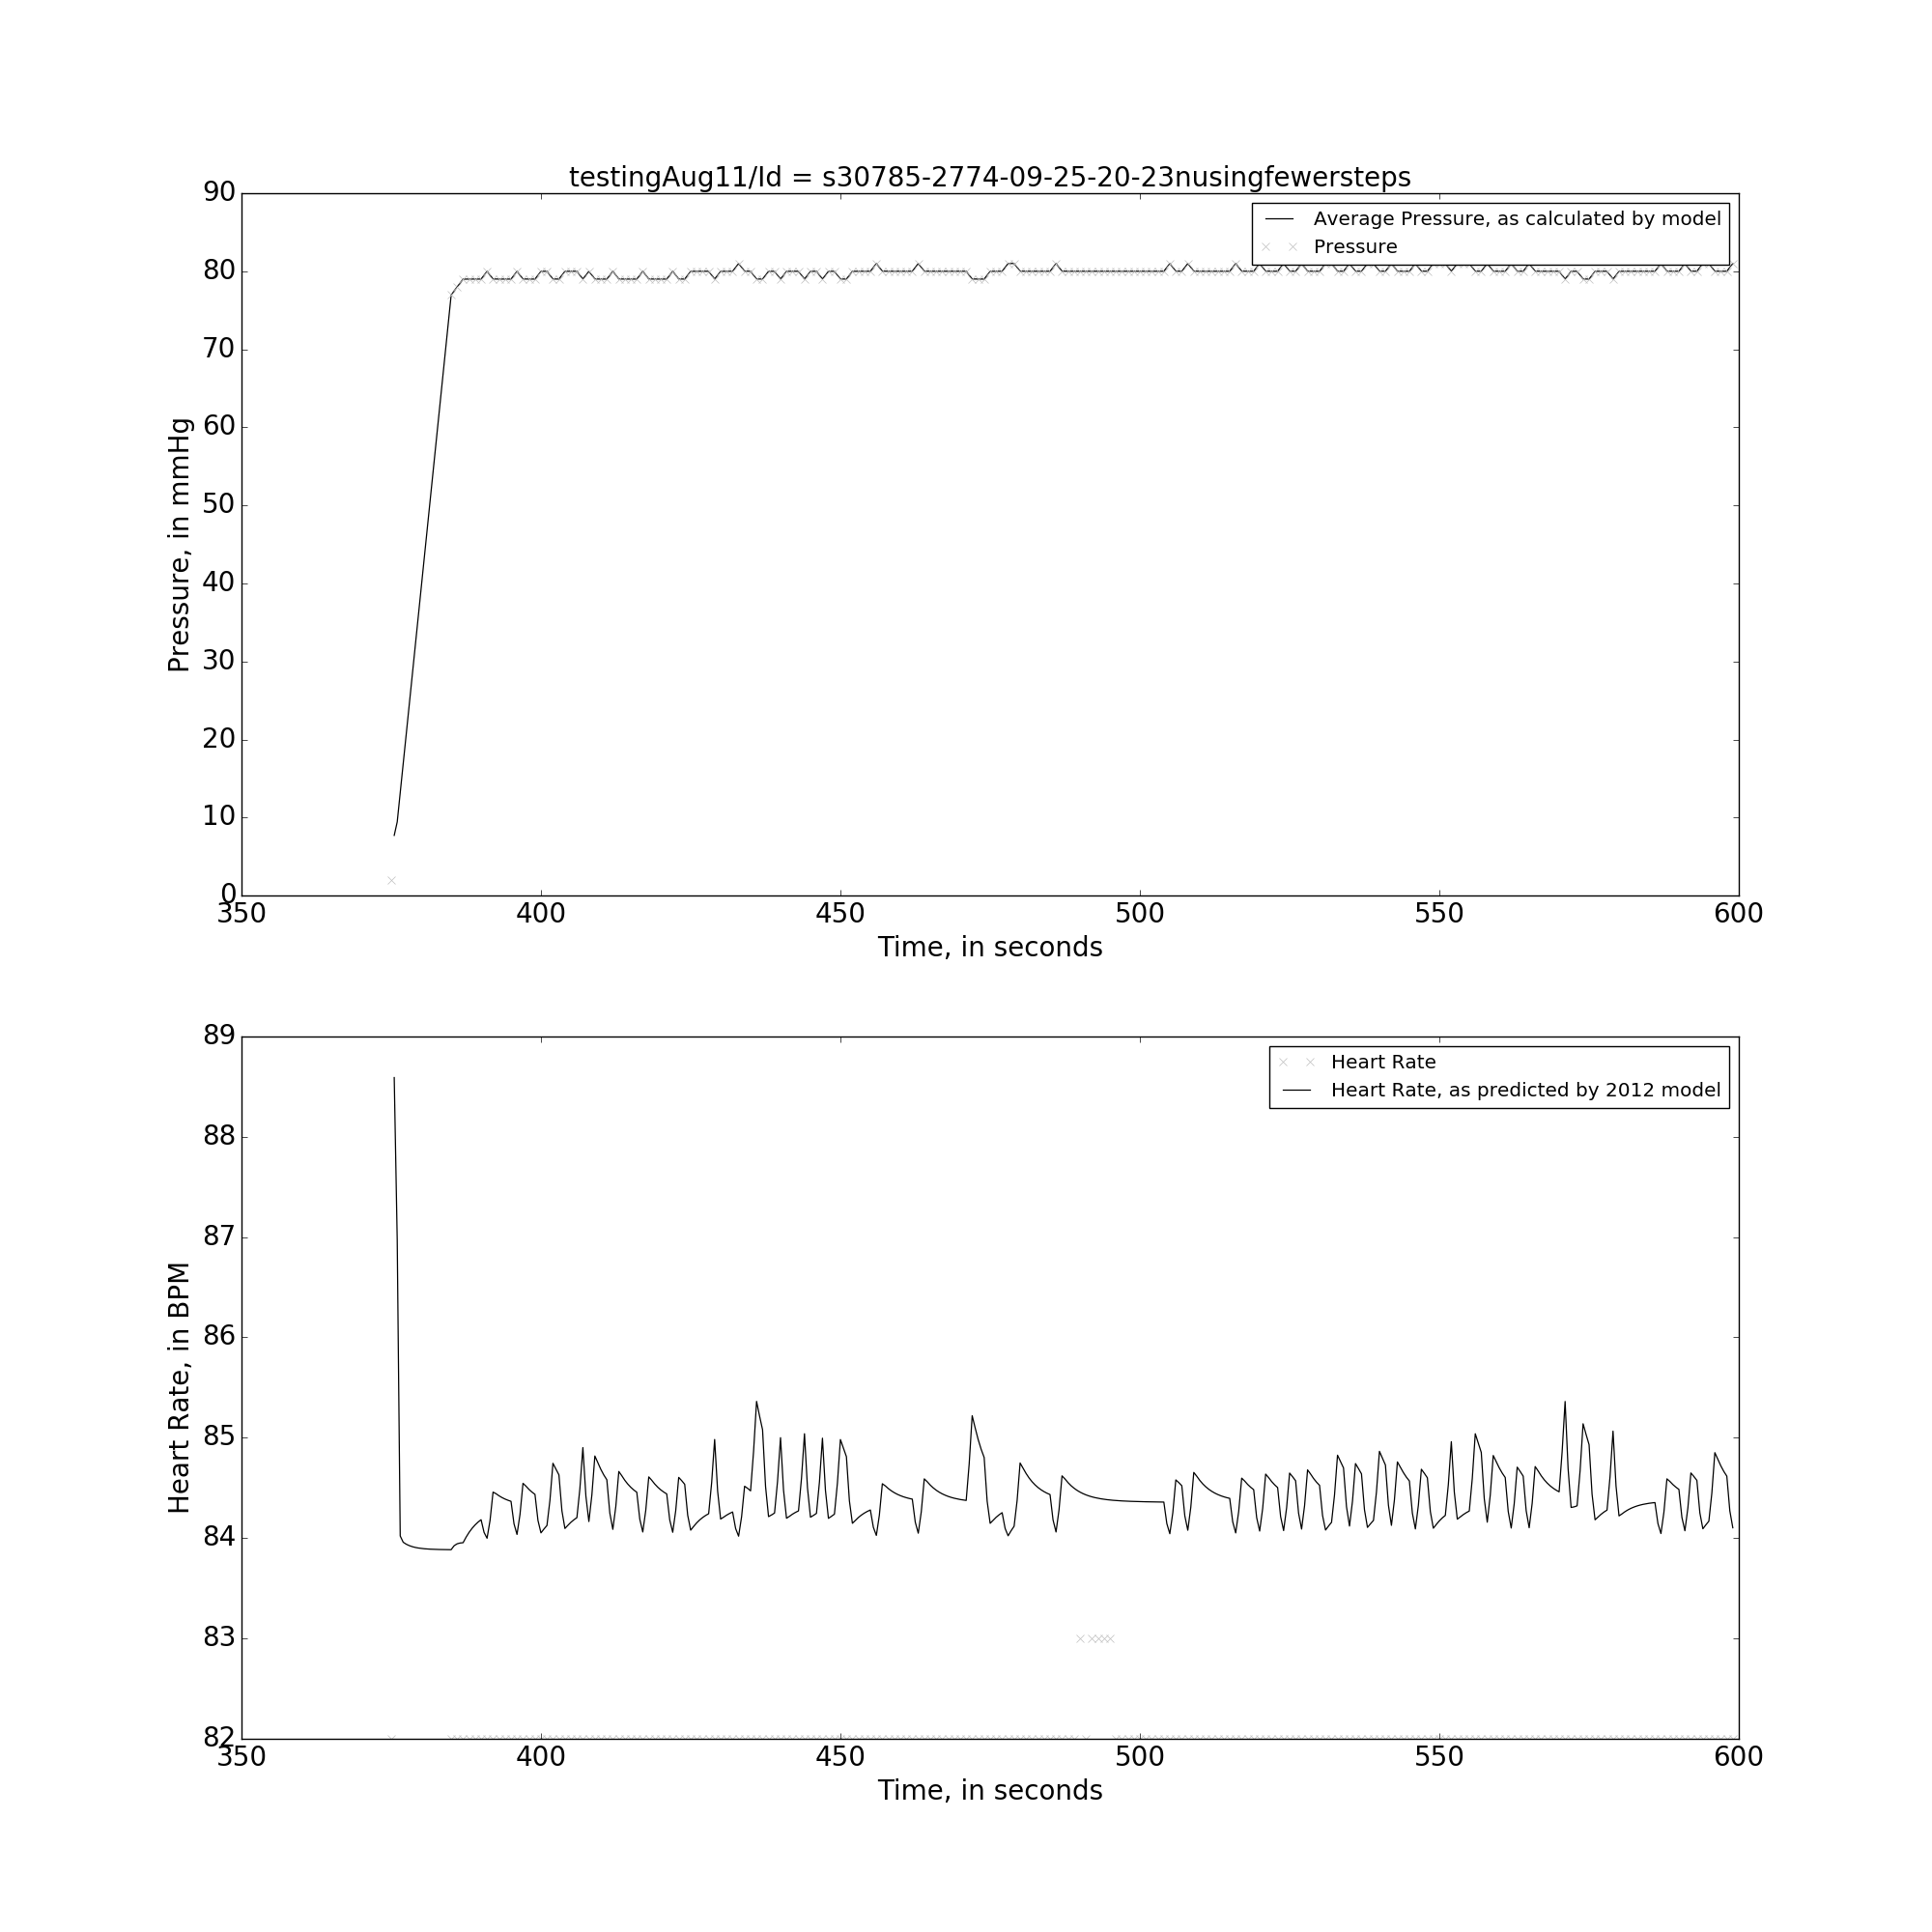 testingAug11/Id = s30785-2774-09-25-20-23nusingfewersteps
90
80
70
60
50
40
30
20
10
0
Pressure, in mmHg
Average Pressure, as calculated by model
Pressure
350 400 450 500 550 600
Time, in seconds
89
88
87
86
85
84
83
82
Heart Rate, in BPM
Heart Rate
Heart Rate, as predicted by 2012 model
350 400 450 500 550 600
Time, in seconds